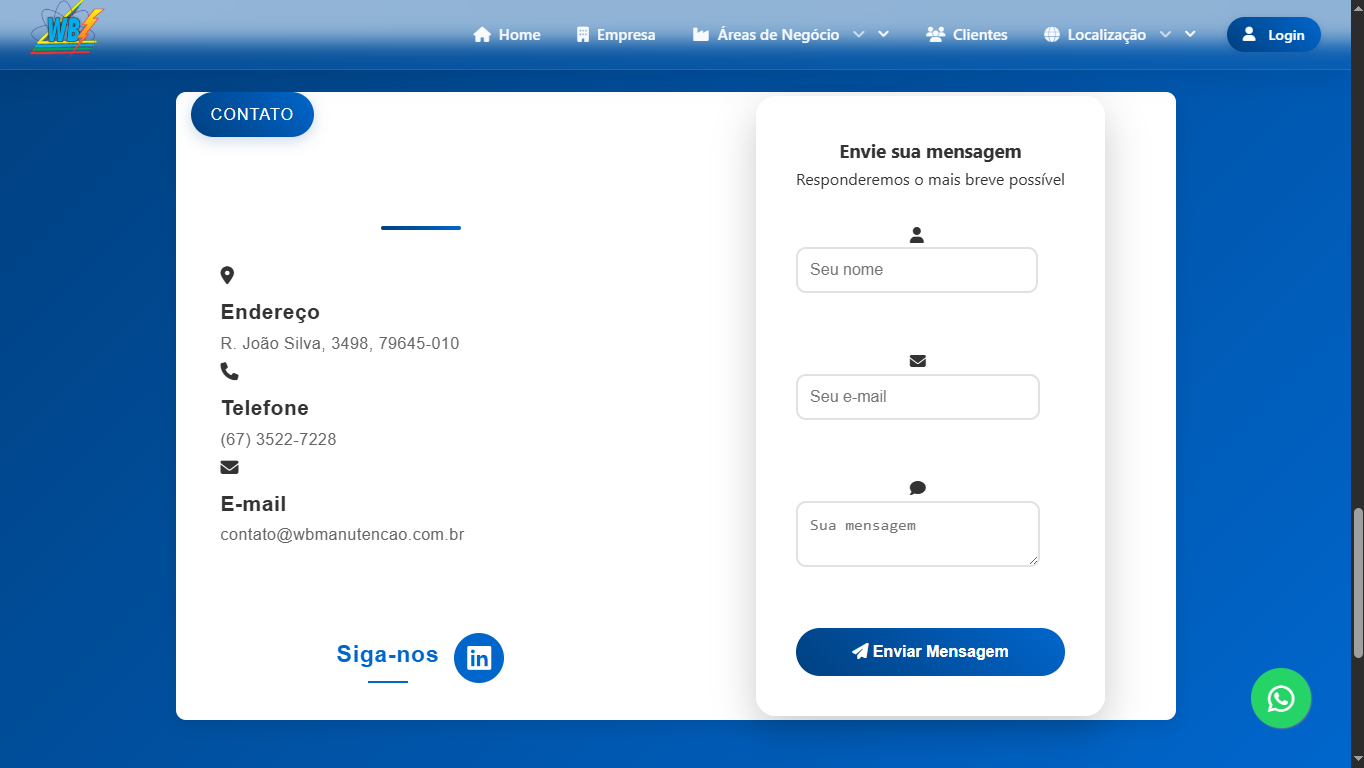 WB
Home
Empresa
Áreas de Negócio
Clientes
Localização
Login
CONTATO
Endereço
R. João Silva, 3498, 79645-010
Telefone
(67) 3522-7228
E-mail
contato@wbmanutencao.com.br
Siga-nos
in
Envie sua mensagem
Responderemos o mais breve possível
Seu nome
Seu e-mail
Sua mensagem
Enviar Mensagem